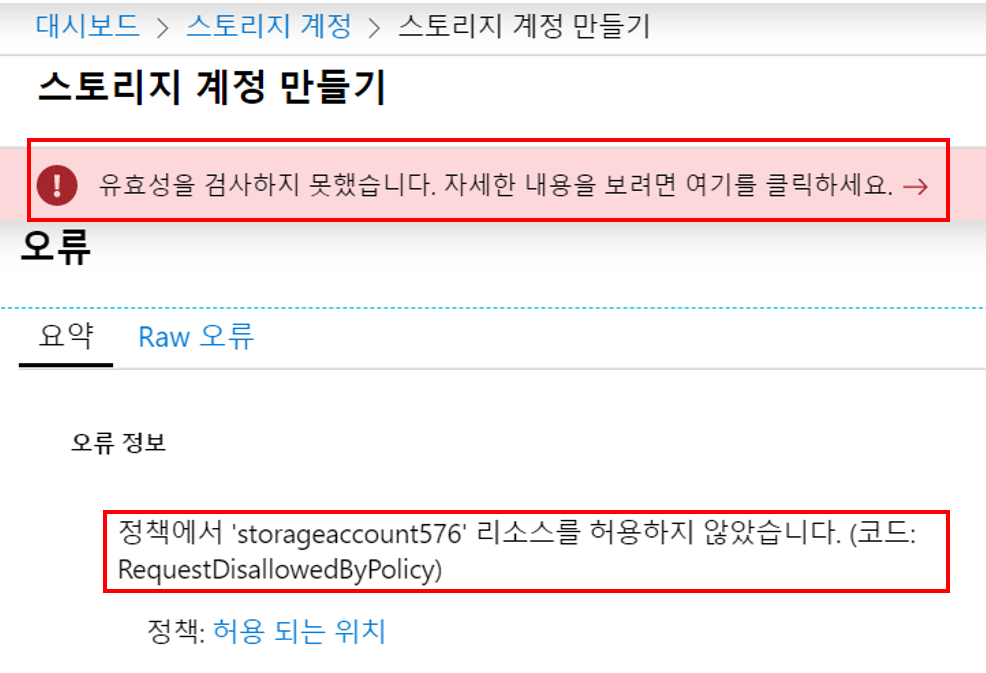 대시보드 > 스토리지 계정 > 스토리지 계정 만들기
스토리지 계정 만들기
! 유효성을 검사하지 못했습니다. 자세한 내용을 보려면 여기를 클릭하세요. →
오류
요약 Raw 오류
오류 정보
정책에서 'storageaccount576' 리소스를 허용하지 않았습니다. (코드:
RequestDisallowedByPolicy)
정책: 허용 되는 위치